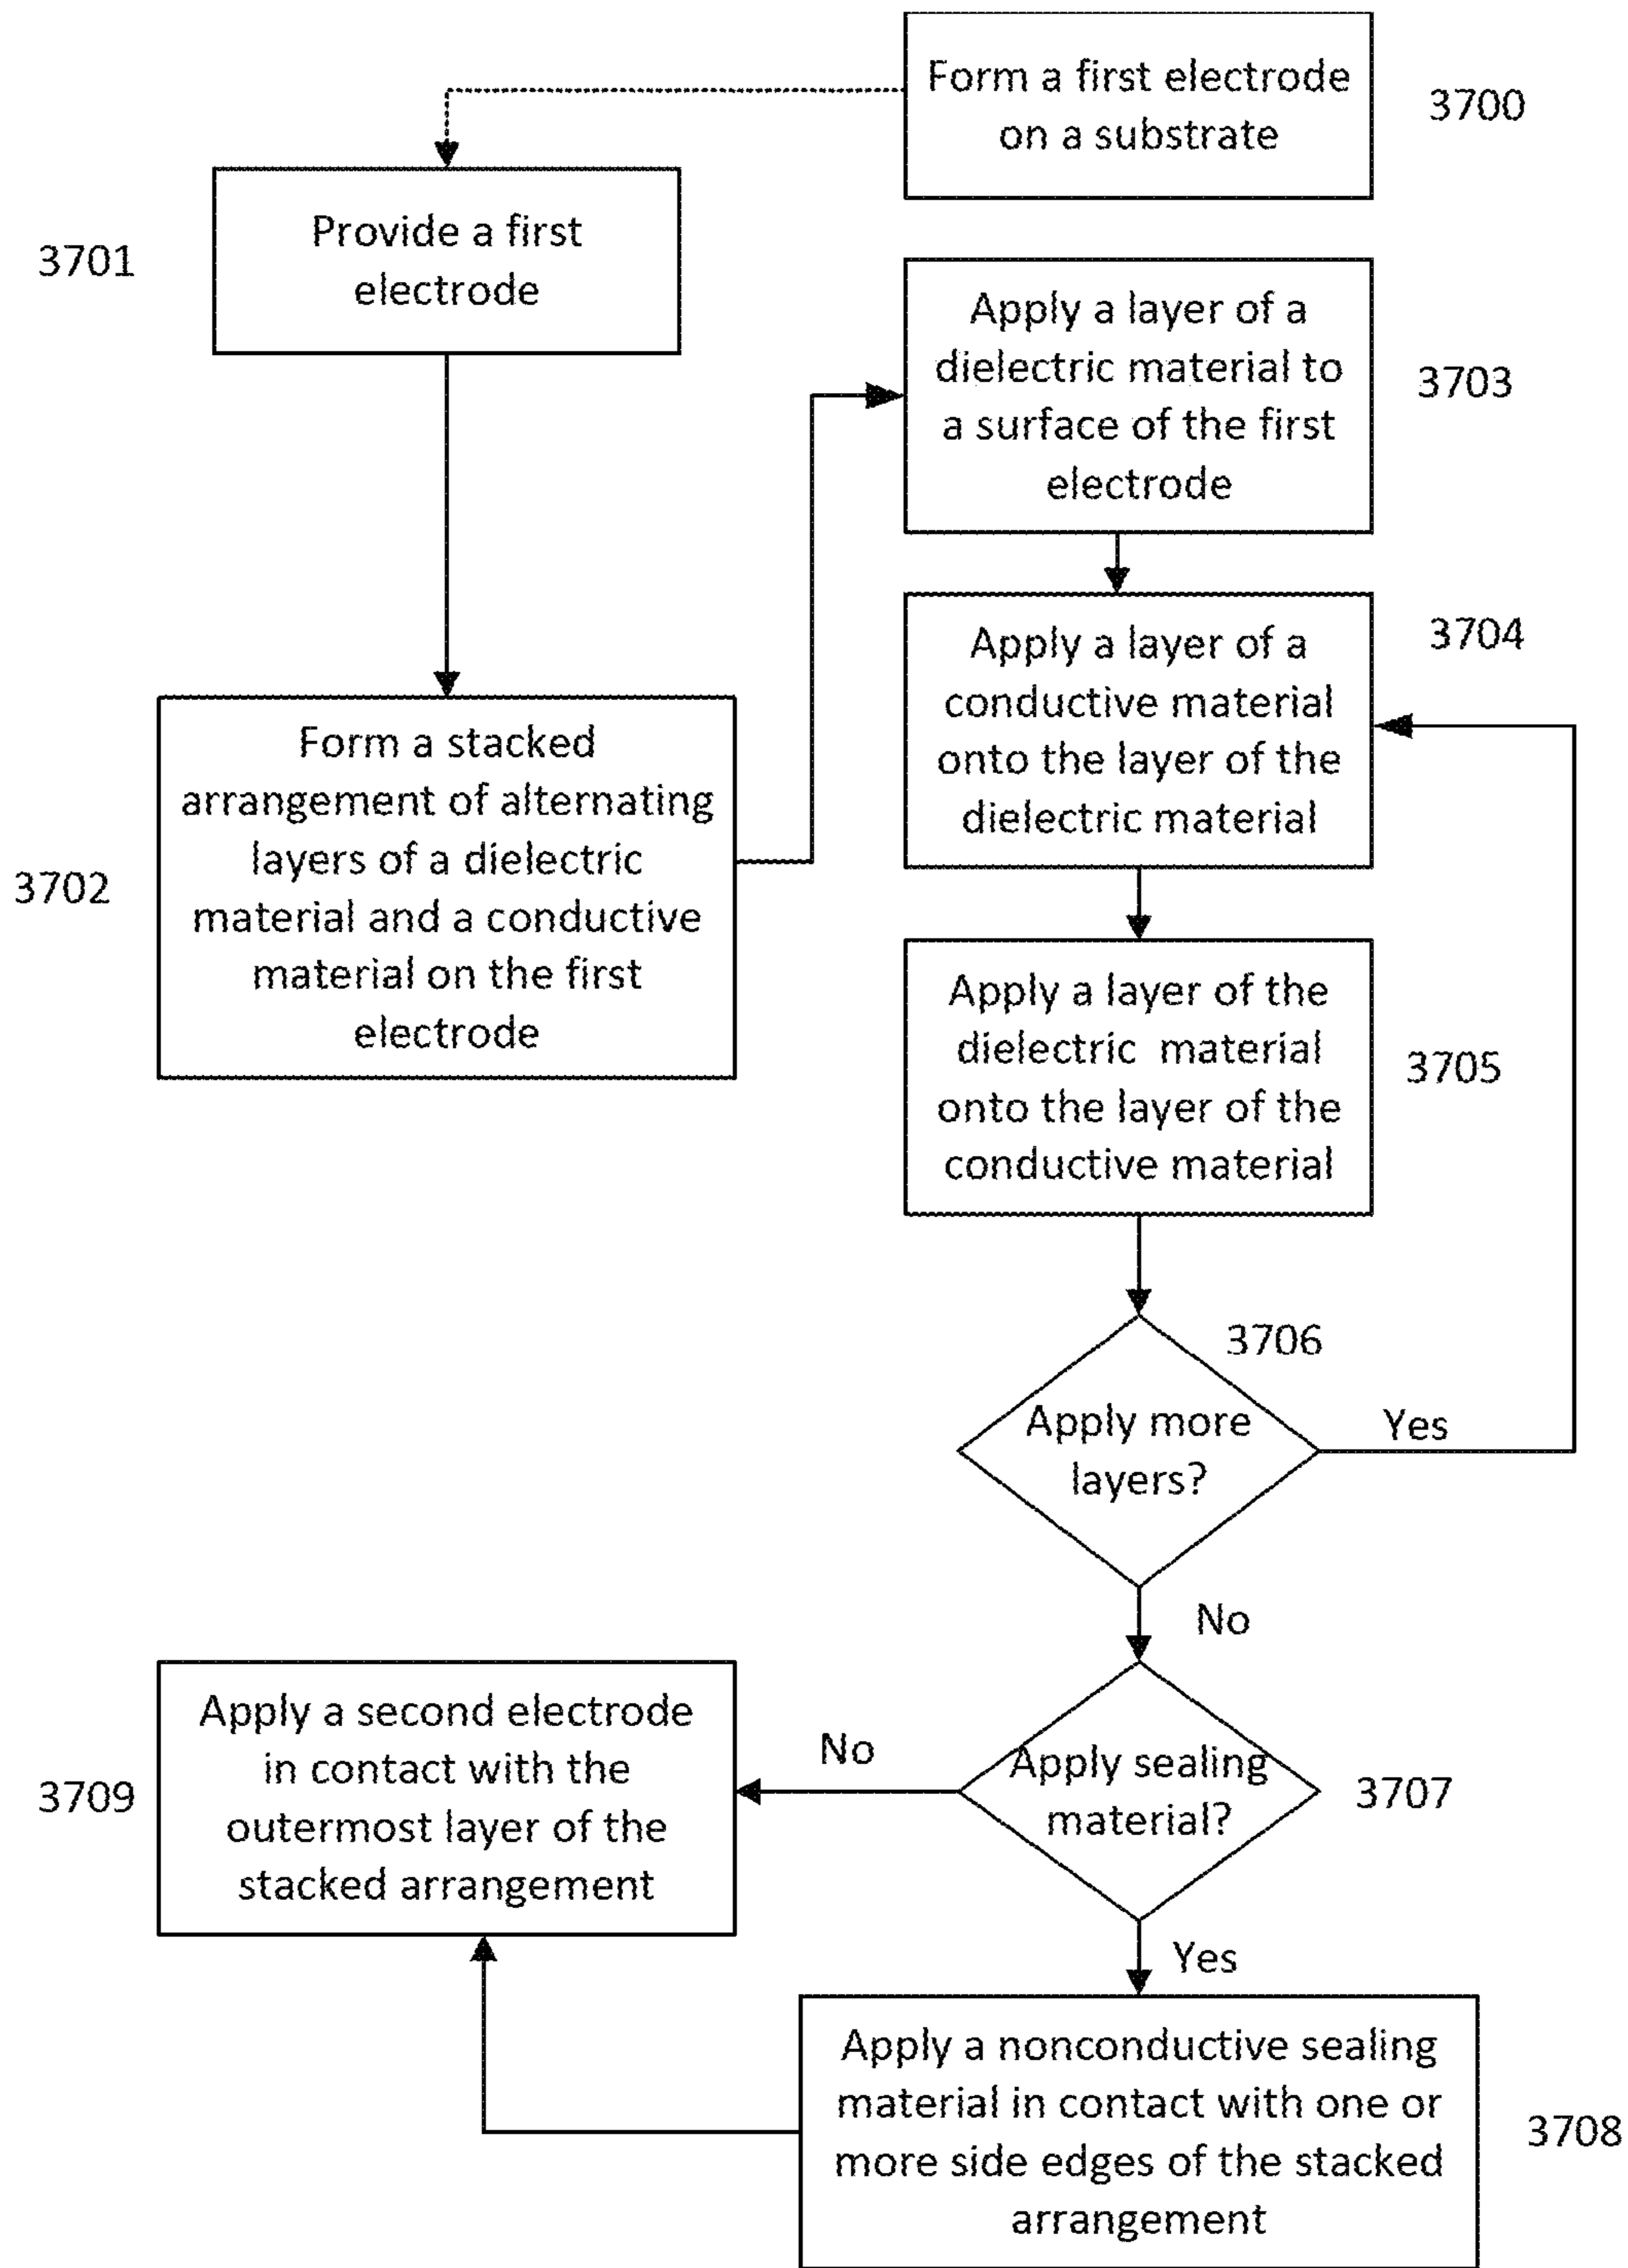 Form a first electrode
on a substrate
3700
Provide a first
electrode
3701
Form a stacked
arrangement of alternating
layers of a dielectric
material and a conductive
material on the first
electrode
3702
Apply a layer of a
dielectric material to
a surface of the first
electrode
3703
Apply a layer of a
conductive material
onto the layer of the
dielectric material
3704
Apply a layer of the
dielectric material
onto the layer of the
conductive material
3705
3706
Apply more
layers?
Yes
No
Apply sealing
material?
3707
No
Yes
Apply a second electrode
in contact with the
outermost layer of the
stacked arrangement
3709
Apply a nonconductive sealing
material in contact with one or
more side edges of the stacked
arrangement
3708